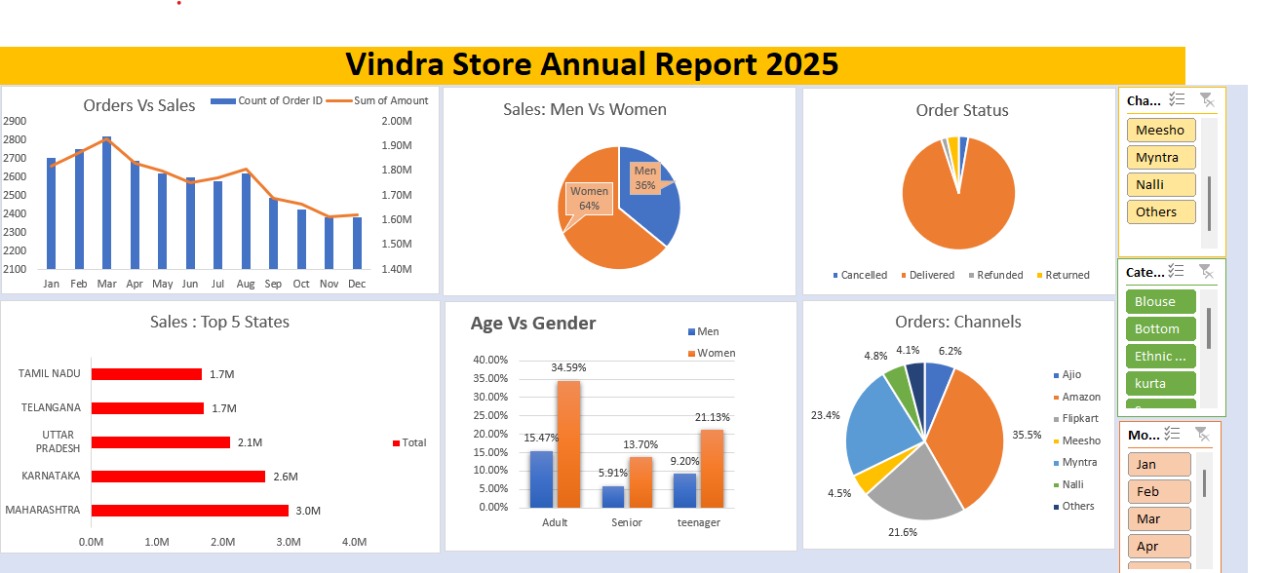 Vindra Store Annual Report 2025
Orders Vs Sales
Count of Order ID
Sum of Amount
2900
2800
2700
2600
2500
2400
2300
2200
2100
2.00M
1.90M
1.80M
1.70M
1.60M
1.50M
1.40M
Jan Feb Mar Apr May Jun Jul Aug Sep Oct Nov Dec
Sales: Men Vs Women
Men
36%
Women
64%
Order Status
Cancelled Delivered Refunded Returned
Cha...
Meesho
Myntra
Nalli
Others
Cate...
Blouse
Bottom
Ethnic ...
kurta
Sales : Top 5 States
TAMIL NADU
1.7M
TELANGANA
1.7M
UTTAR
PRADESH
2.1M
KARNATAKA
2.6M
MAHARASHTRA
3.0M
0.0M 1.0M 2.0M 3.0M 4.0M
Total
Age Vs Gender
Men
Women
40.00%
35.00%
30.00%
25.00%
20.00%
15.00%
10.00%
5.00%
0.00%
15.47%
34.59%
5.91%
13.70%
9.20%
21.13%
Adult Senior teenager
Orders: Channels
4.8% 4.1% 6.2%
23.4%
35.5%
4.5%
21.6%
Ajio
Amazon
Flipkart
Meesho
Myntra
Nalli
Others
Mo...
Jan
Feb
Mar
Apr